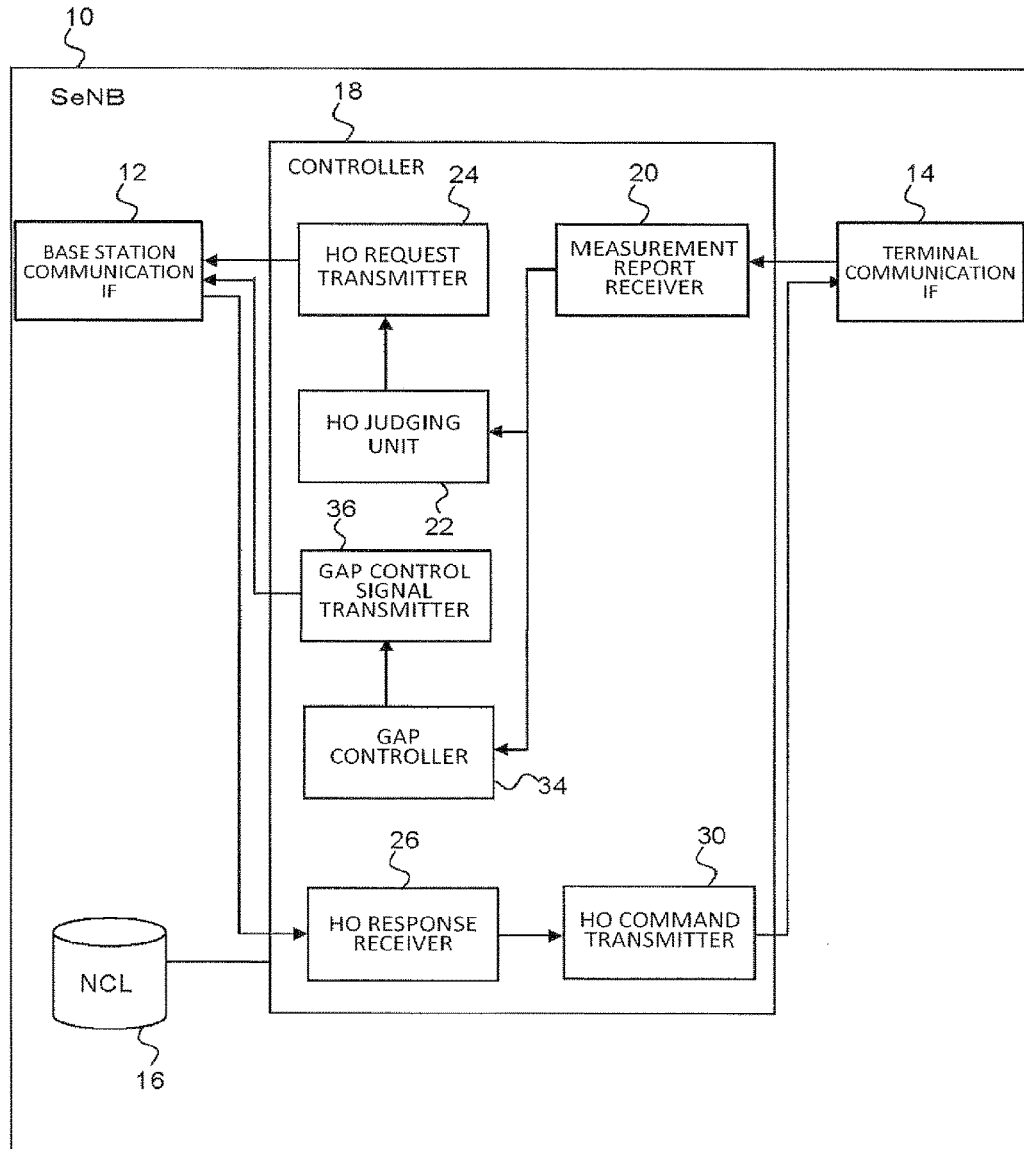 10
SeNB
18
CONTROLLER
12
BASE STATION
COMMUNICATION
IF
24
HO REQUEST
TRANSMITTER
20
MEASUREMENT
REPORT
RECEIVER
14
TERMINAL
COMMUNICATION
IF
HO JUDGING
UNIT
22
36
GAP CONTROL
SIGNAL
TRANSMITTER
GAP
CONTROLLER
34
26
HO RESPONSE
RECEIVER
30
HO COMMAND
TRANSMITTER
NCL
16